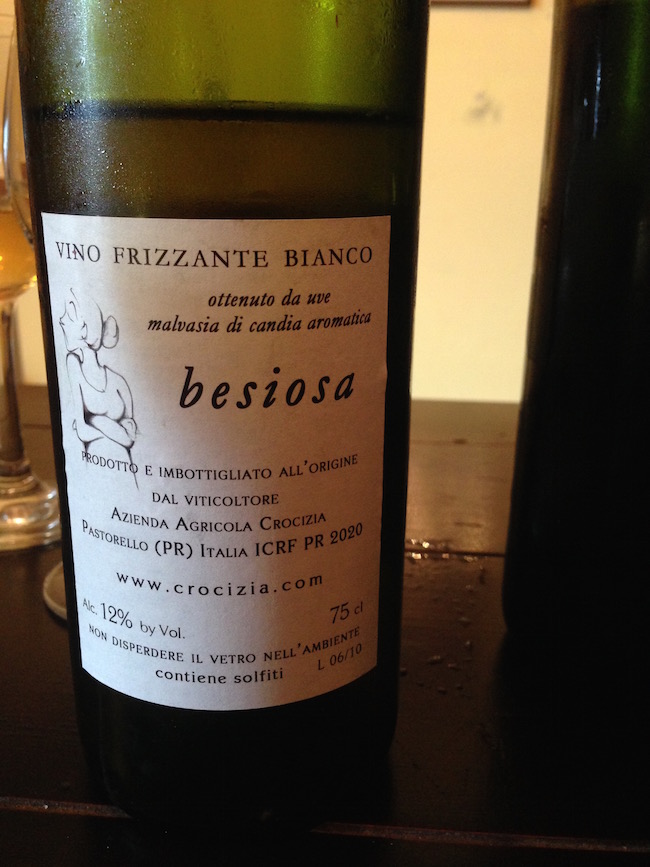 VINO FRIZZANTE BIANCO
ottenuto da uve
malvasia di candia aromatica
besiosa
PRODOTTO E IMBOTTIGLIATO ALL'ORIGINE
DAL VITICOLTORE
AZIENDA AGRICOLA CROCIZIA
PASTORELLO (PR) ITALIA ICRF PR 2020
www.crocizia.com
Alc. 12% by Vol. 75 cl
NON DISPERDERE IL VETRO NELL'AMBIENTE
contiene solfiti L 06/10